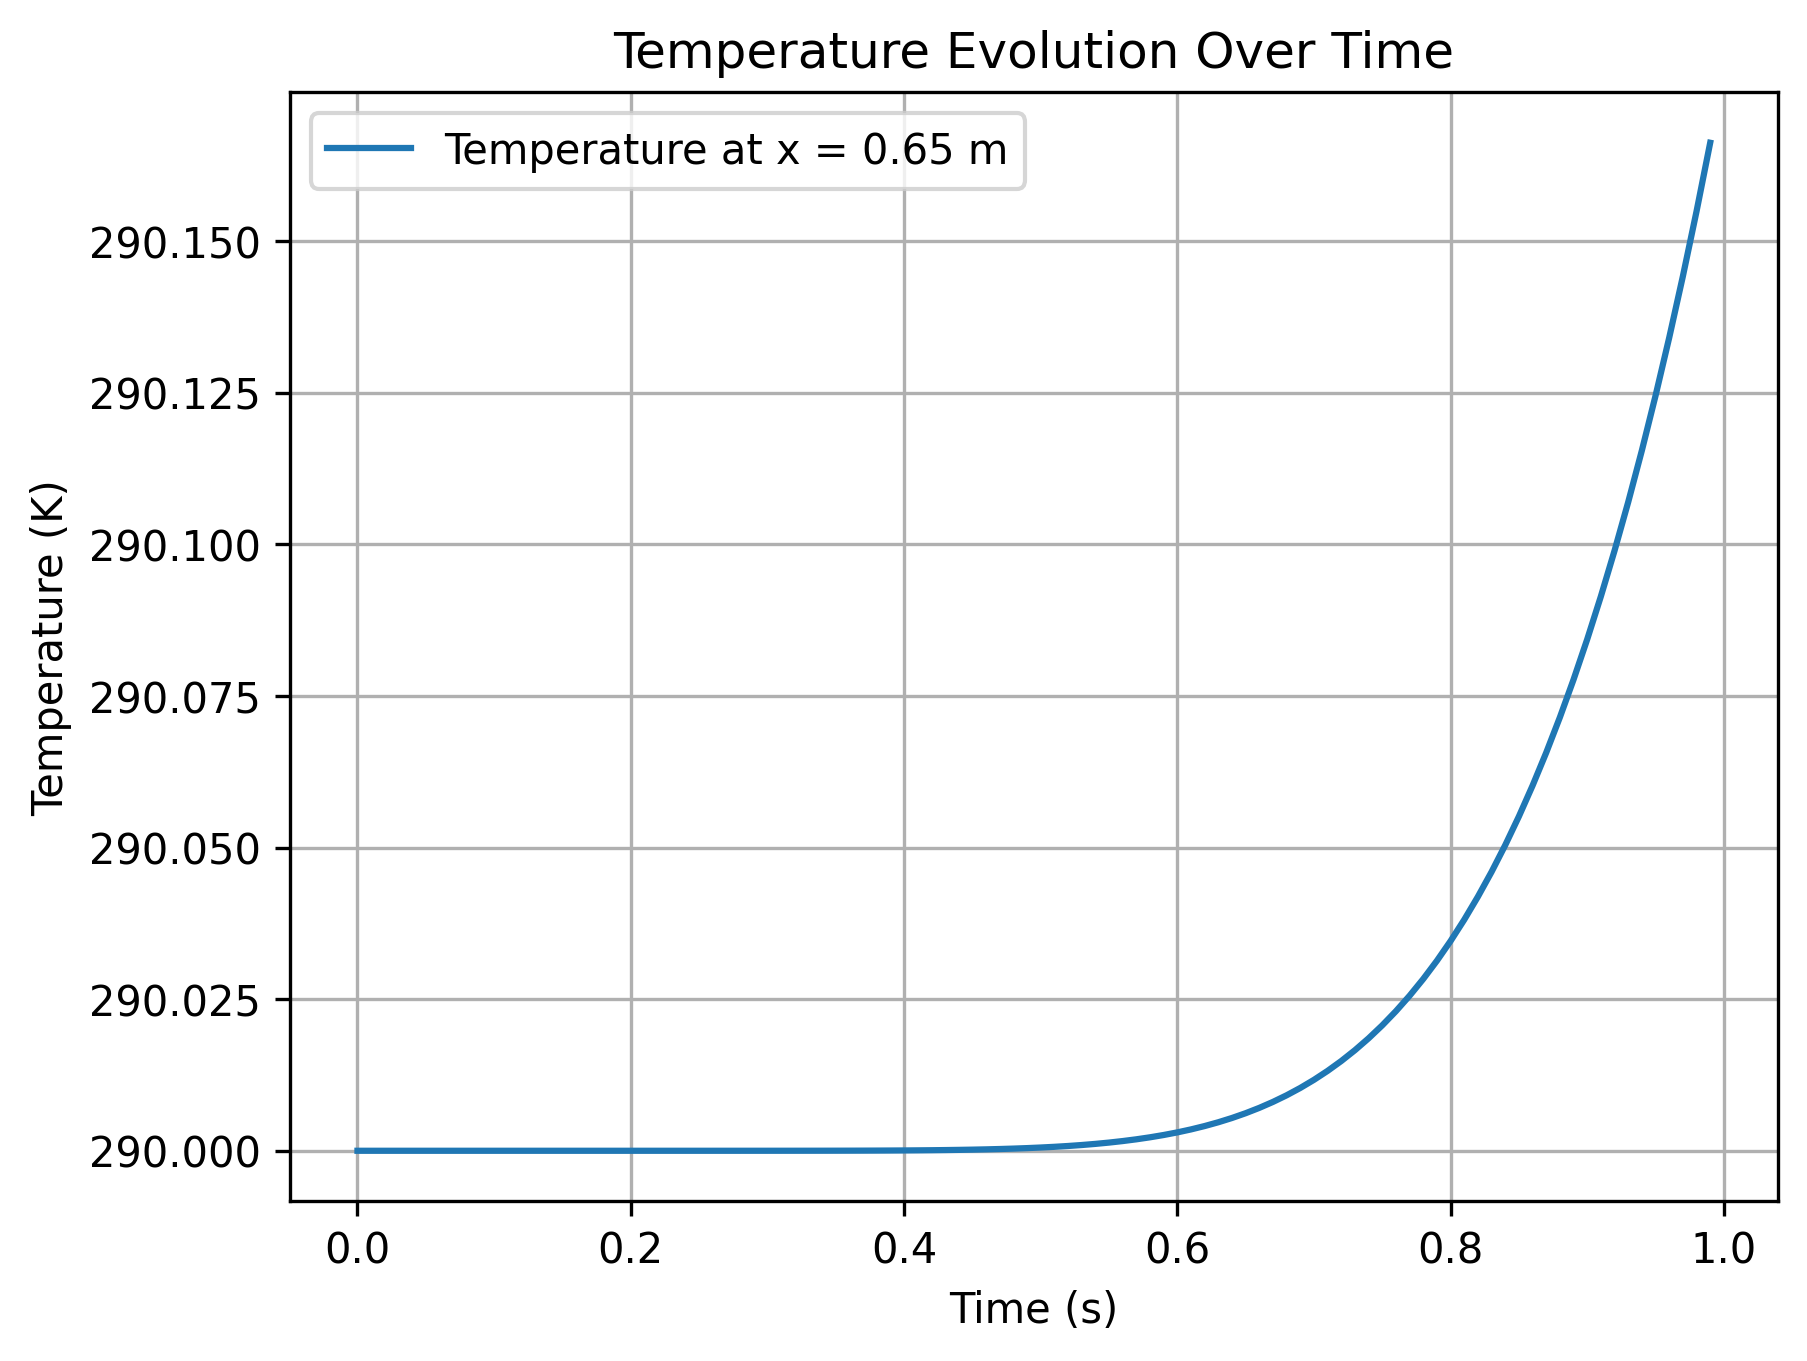 Temperature Evolution Over Time
Temperature at x = 0.65 m
290.150
290.125
290.100
290.075
290.050
290.025
290.000
Temperature (K)
0.0 0.2 0.4 0.6 0.8 1.0
Time (s)